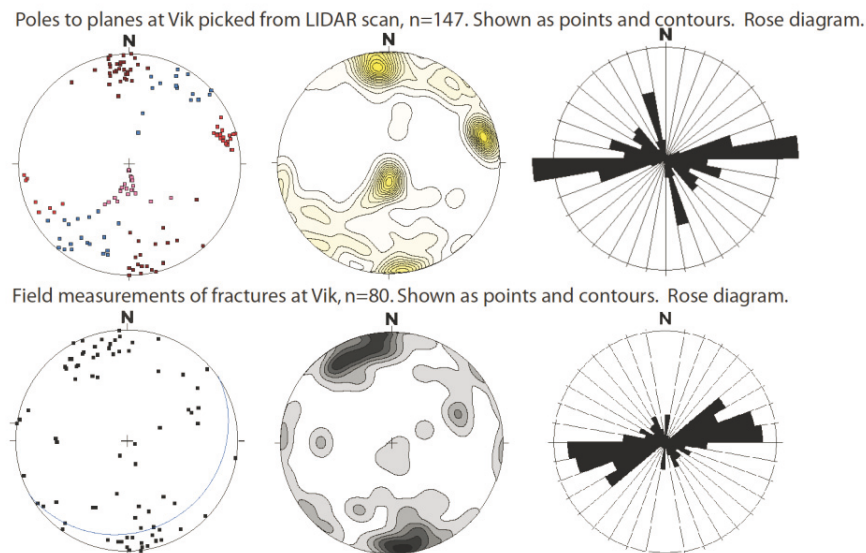 Poles to planes at Vik picked from LIDAR scan, n=147. Shown as points and contours.  Rose diagram.
N N N
Field measurements of fractures at Vik, n=80. Shown as points and contours.  Rose diagram.
N N N